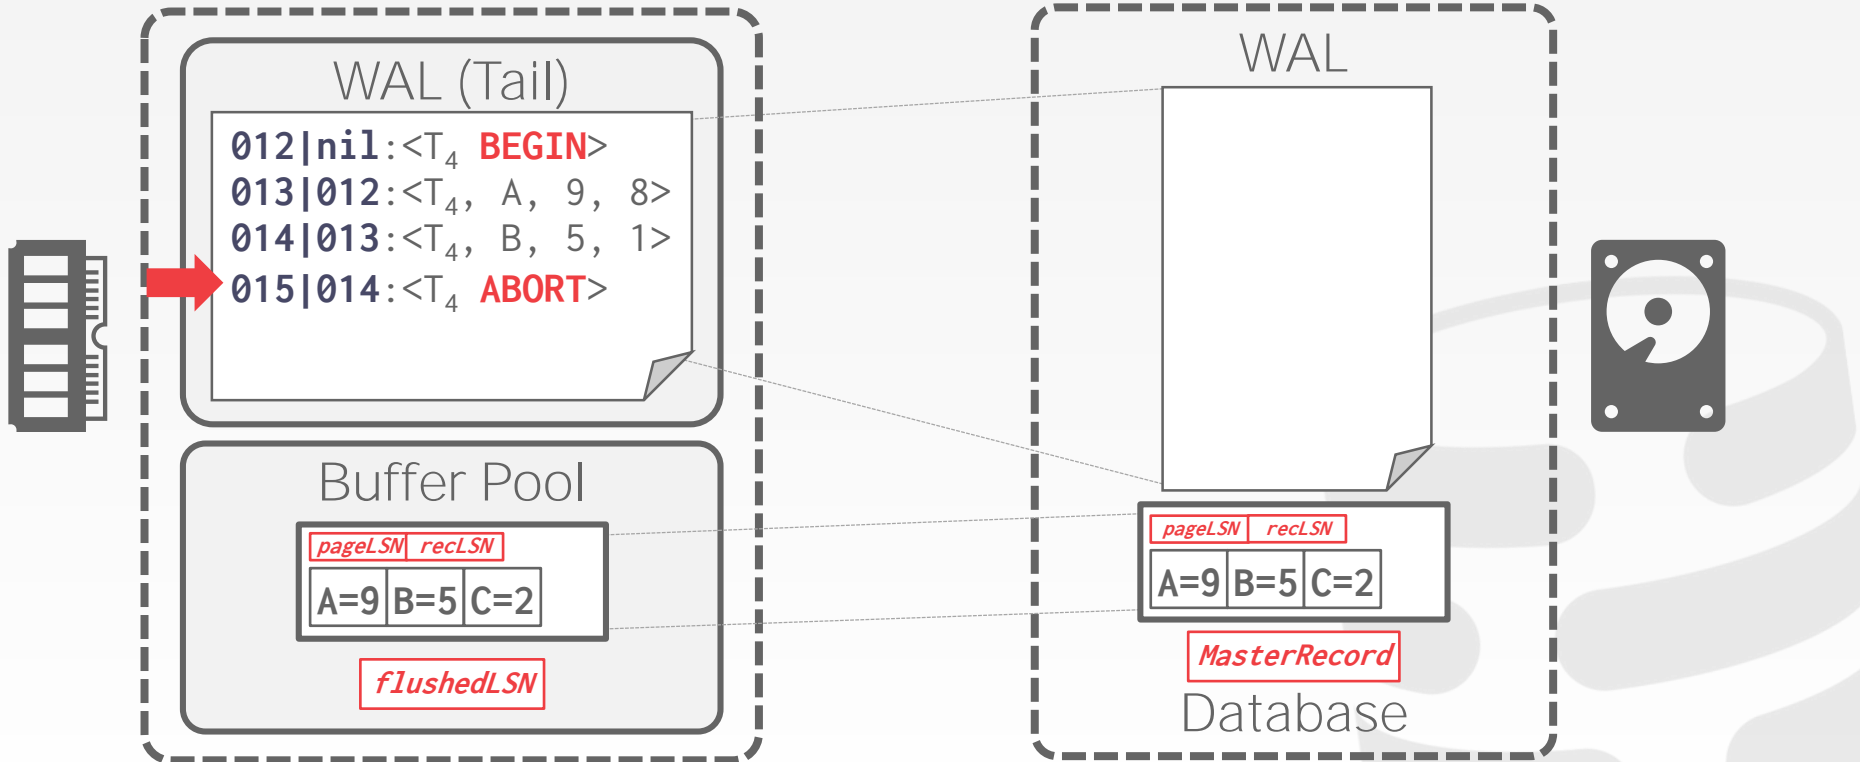 WAL (Tail)
012|nil:<T4 BEGIN>
013|012:<T4, A, 9, 8>
014|013:<T4, B, 5, 1>
015|014:<T4 ABORT>
Buffer Pool
pageLSN recLSN
A=9 B=5 C=2
flushedLSN
WAL
pageLSN recLSN
A=9 B=5 C=2
MasterRecord
Database